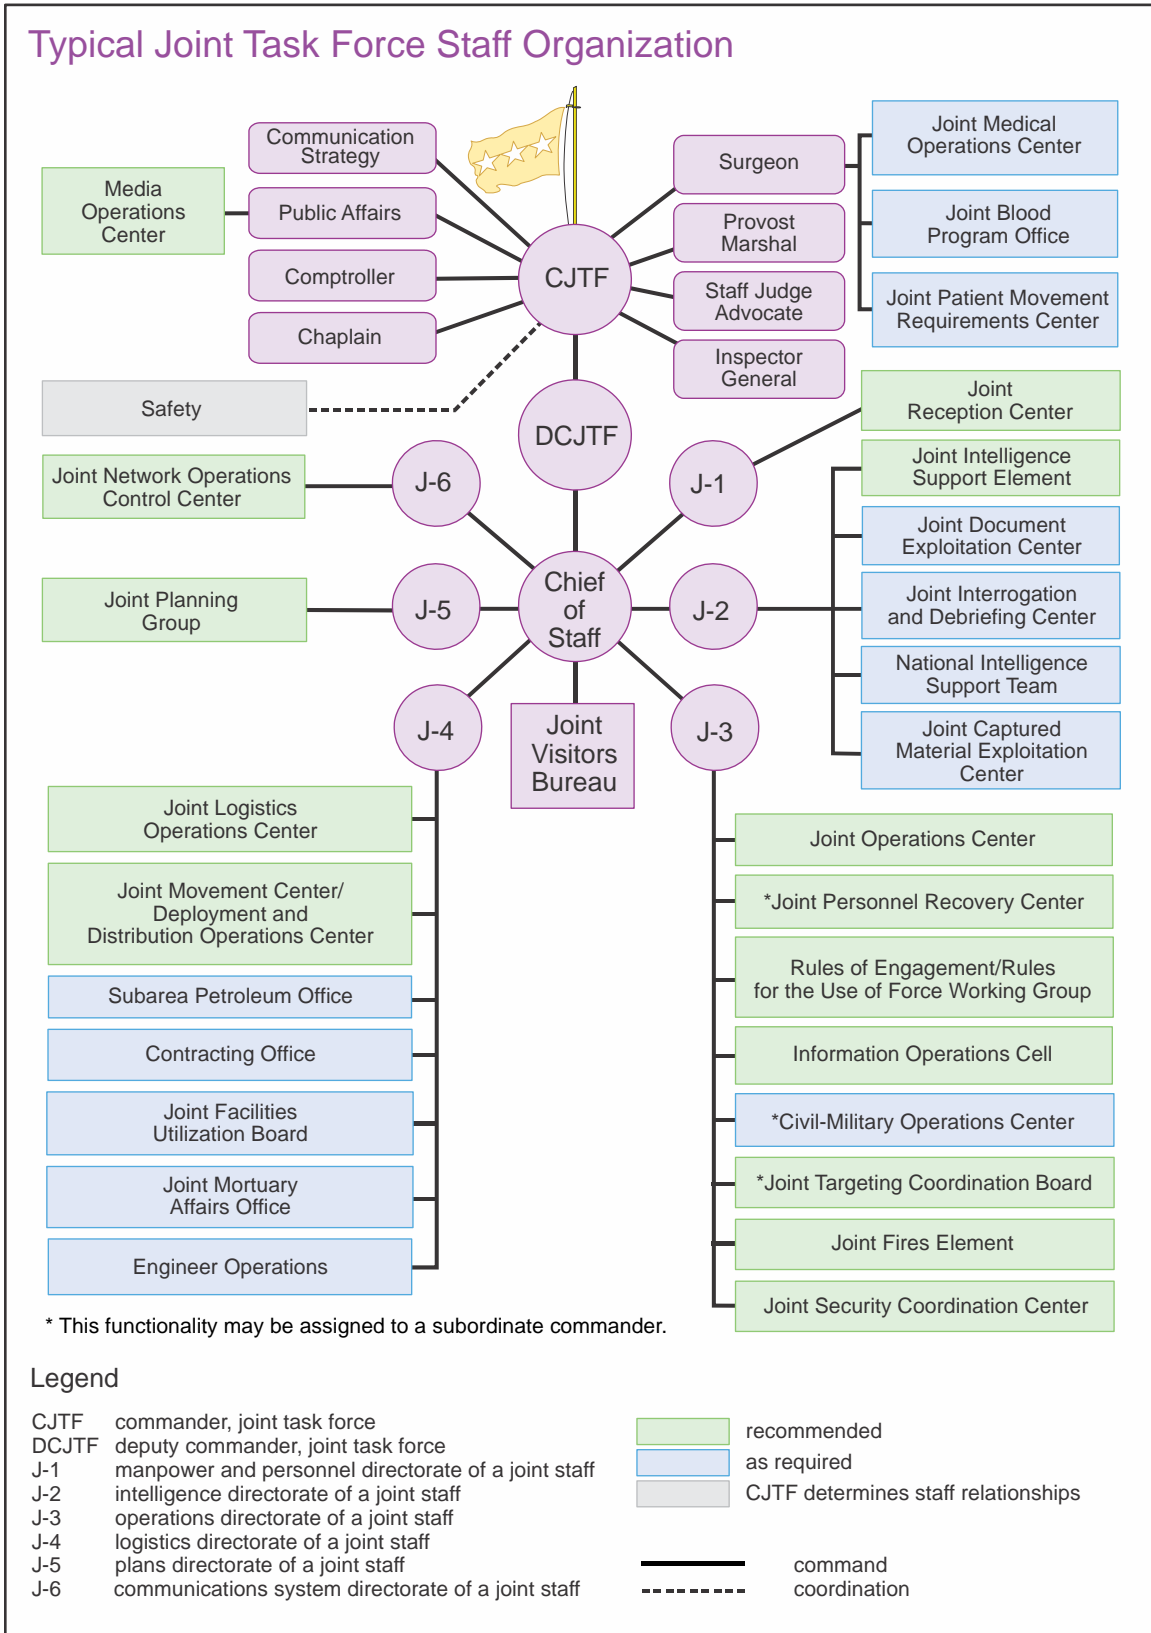 Typical Joint Task Force Staff Organization
Communication
Strategy
Media
Operations
Center
Public Affairs
Comptroller
Chaplain
Safety
CJTF
Surgeon
Provost
Marshal
Staff Judge
Advocate
Inspector
General
Joint Medical
Operations Center
Joint Blood
Program Office
Joint Patient Movement
Requirements Center
DCJTF
Joint
Reception Center
J-6
J-1
Joint Network Operations
Control Center
Joint Intelligence
Support Element
Joint Document
Exploitation Center
Joint Planning
Group
J-5
Chief
of
Staff
J-2
Joint Interrogation
and Debriefing Center
National Intelligence
Support Team
Joint Captured
Material Exploitation
Center
J-4
Joint
Visitors
Bureau
J-3
Joint Logistics
Operations Center
Joint Movement Center/
Deployment and
Distribution Operations Center
Subarea Petroleum Office
Contracting Office
Joint Facilities
Utilization Board
Joint Mortuary
Affairs Office
Engineer Operations
Joint Operations Center
*Joint Personnel Recovery Center
Rules of Engagement/Rules
for the Use of Force Working Group
Information Operations Cell
*Civil-Military Operations Center
*Joint Targeting Coordination Board
Joint Fires Element
Joint Security Coordination Center
* This functionality may be assigned to a subordinate commander.
Legend
CJTF commander, joint task force
DCJTF deputy commander, joint task force
J-1 manpower and personnel directorate of a joint staff
J-2 intelligence directorate of a joint staff
J-3 operations directorate of a joint staff
J-4 logistics directorate of a joint staff
J-5 plans directorate of a joint staff
J-6 communications system directorate of a joint staff
recommended
as required
CJTF determines staff relationships
command
coordination